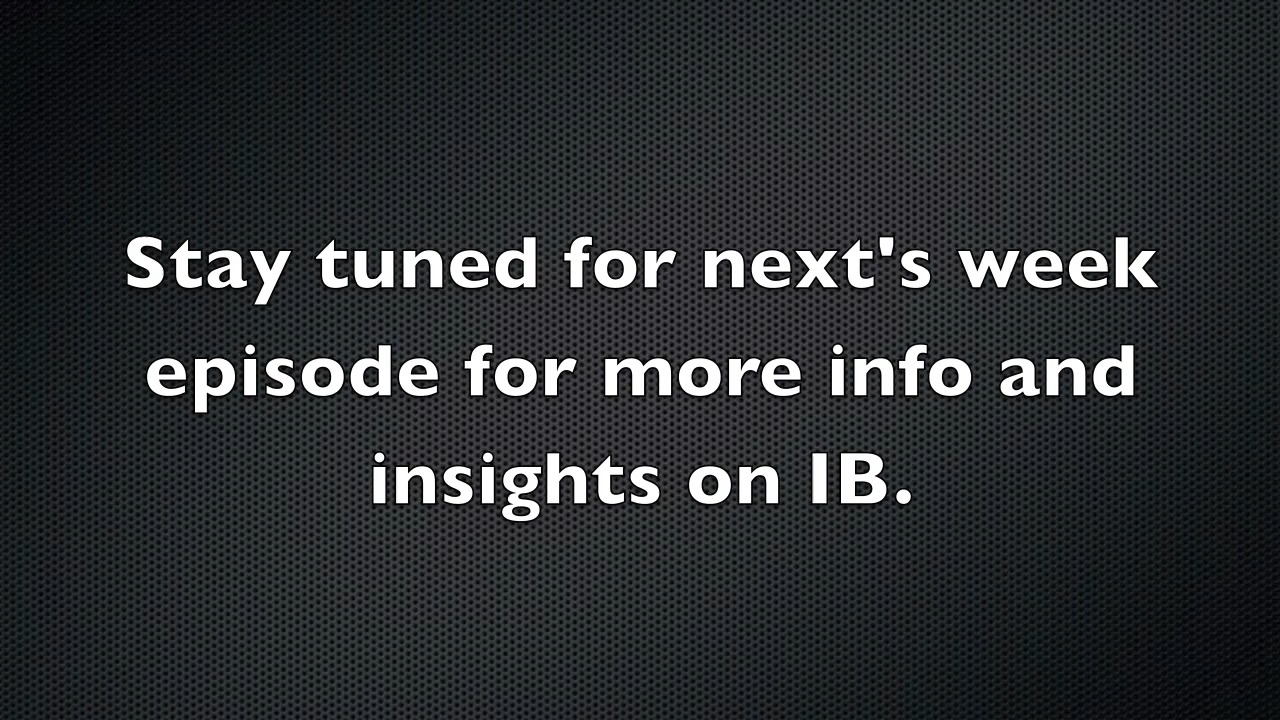 Stay tuned for next's week
episode for more info and
insights on IB.